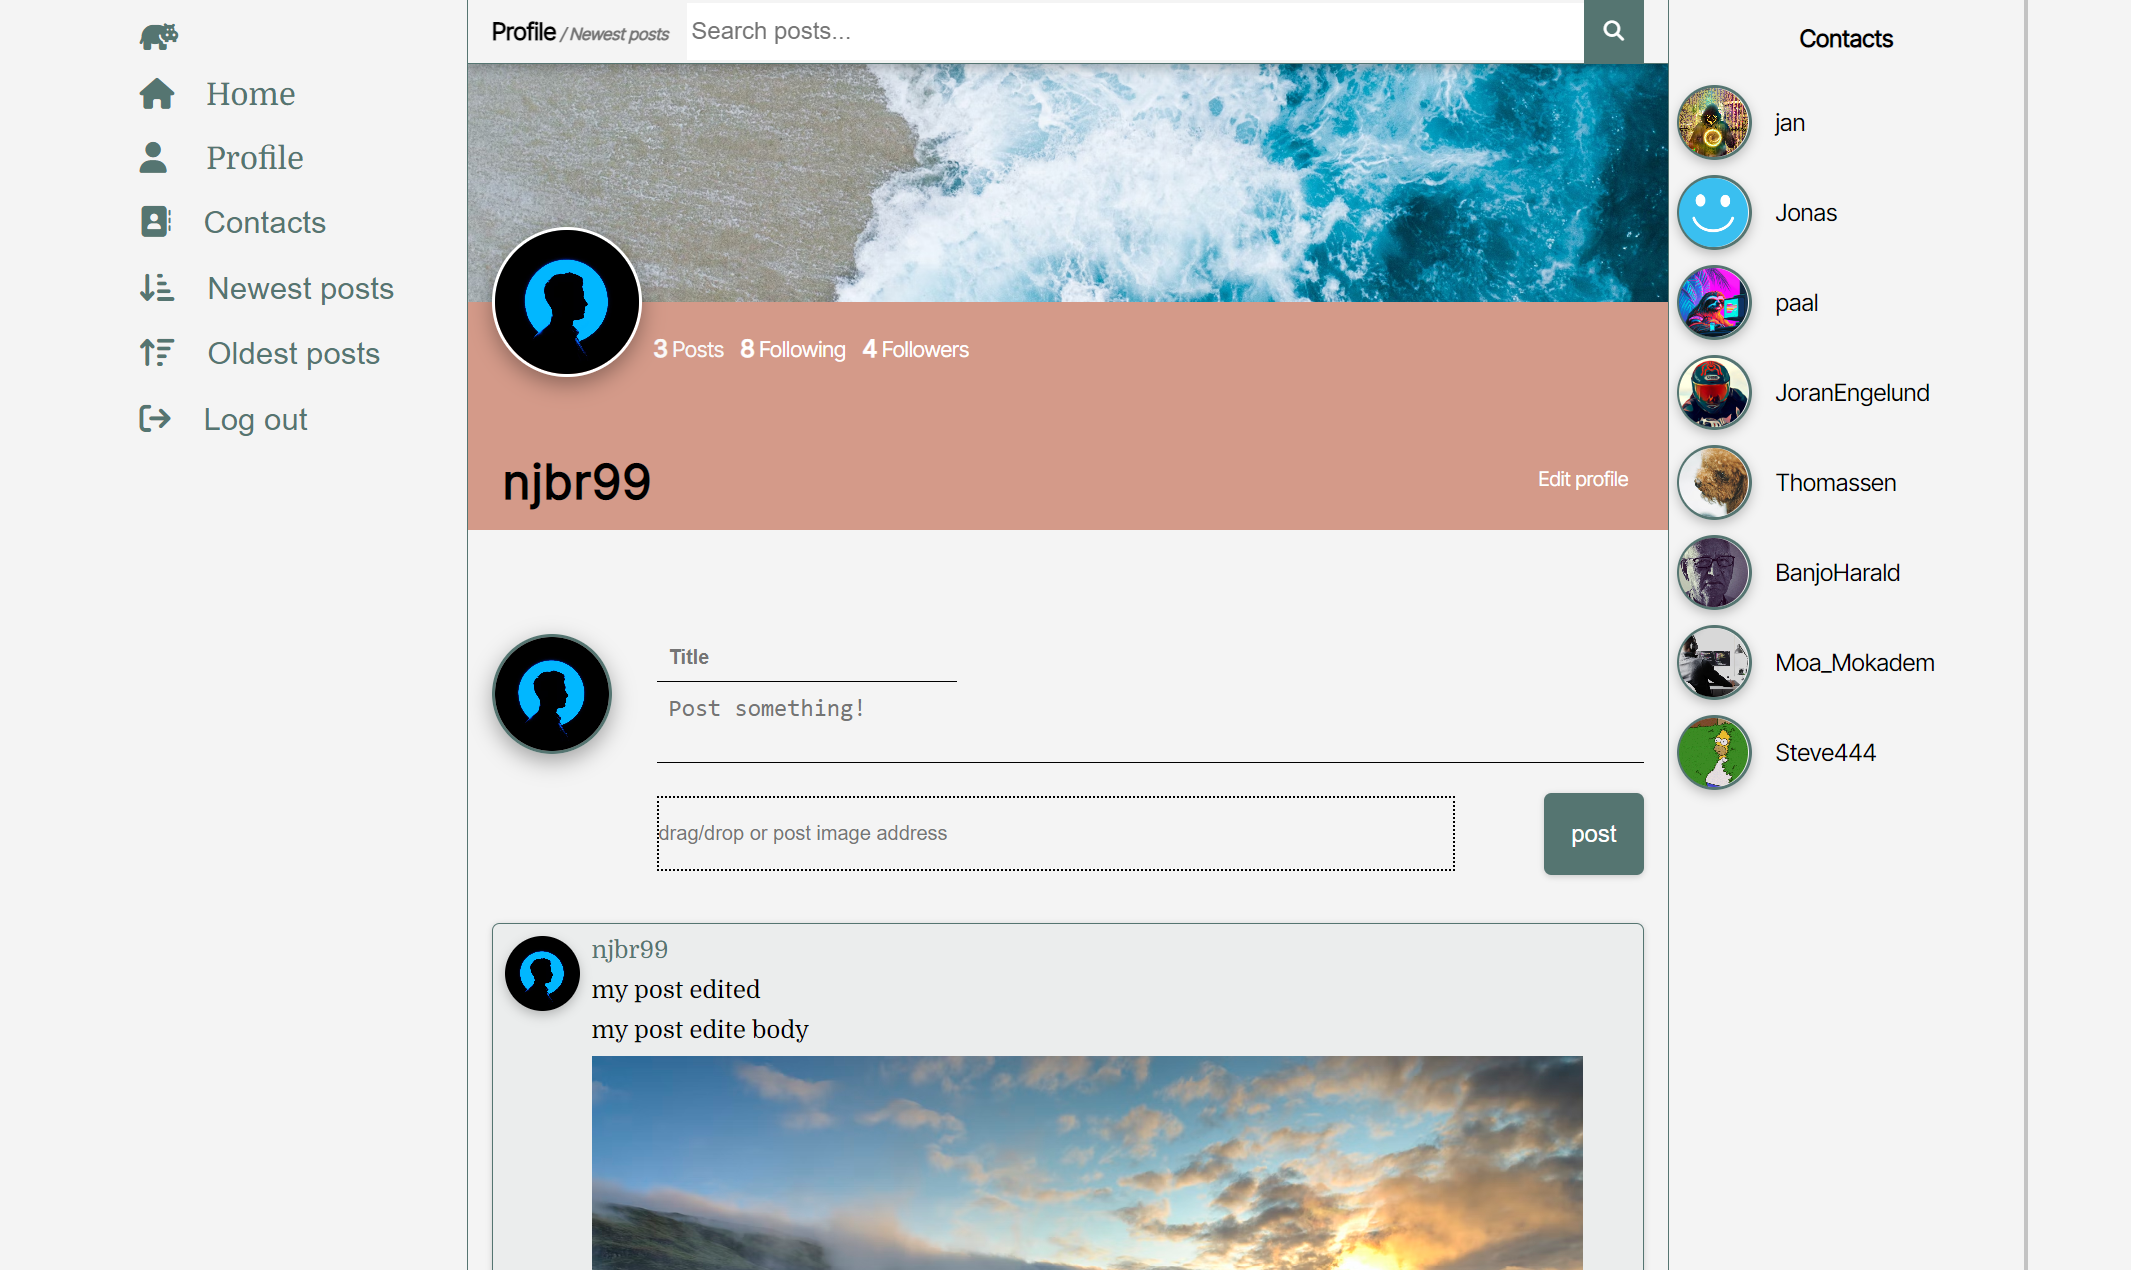 Home
Profile
Contacts
Newest posts
Oldest posts
Log out
Profile / Newest posts
Search posts...
3 Posts 8 Following 4 Followers
njbr99
Edit profile
Title
Post something!
drag/drop or post image address
post
njbr99
my post edited
my post edite body
Contacts
jan
Jonas
paal
JoranEngelund
Thomassen
BanjoHarald
Moa_Mokadem
Steve444